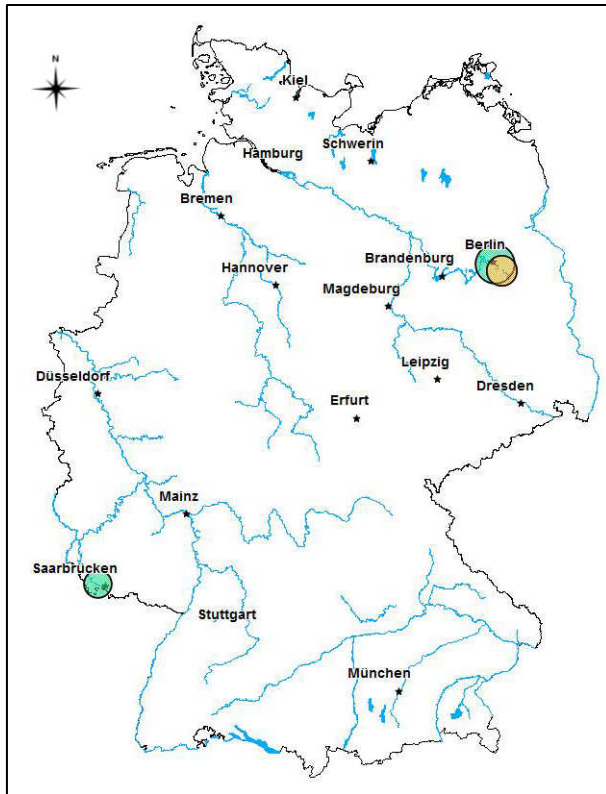 N
Kiel
Schwerin
Hamburg
Bremen
Berlin
Brandenburg
Hannover
Magdeburg
Leipzig
Düsseldorf
Dresden
Erfurt
Mainz
Saarbrücken
Stuttgart
München